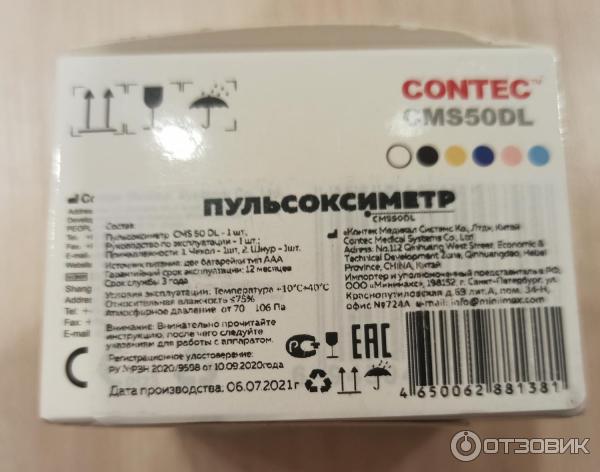 CONTEC™
CMS50DL
ПУЛЬСОКСИМЕТР
CMS50DL
Состав:
Пульсоксиметр CMS 50 DL - 1 шт.;
Руководство по эксплуатации - 1 шт.;
Принадлежности 1. Чехол - 1шт., 2. Шнур - 1шт.
Источник питания: две батарейки тип ААА
Гарантийный срок эксплуатации: 12 месяцев
Срок службы 3 года
Условия эксплуатации: Температура +10°С~40°С
Относительная влажность ≤75%
Атмосферное давление от 70 106 Па
Внимание: Внимательно прочитайте
инструкцию, после чего следуйте
указаниям для работы с аппаратом.
Регистрационное удостоверение:
РУ №РЗН 2020/9598 от 10.09.2020года
Дата производства: 06.07.2021г
«Контек Медикал Системс Ко., Лтд», Китай
Contec Medical Systems Co., Ltd
Adress: No.112 Qinhuang West Street, Economic &
Technical Development Zone, Qinhuangdao, Hebei
Province, CHINA, Китай
Импортер и уполномоченный представитель в РФ:
ООО «Минимакс», 198152, г. Санкт-Петербург, ул.
Краснопутиловская д.69 лит.А, пом. 34-Н,
офис №724А e-mail: info@minimax.com
EAC
4 650062 881381
ОТЗОВИК